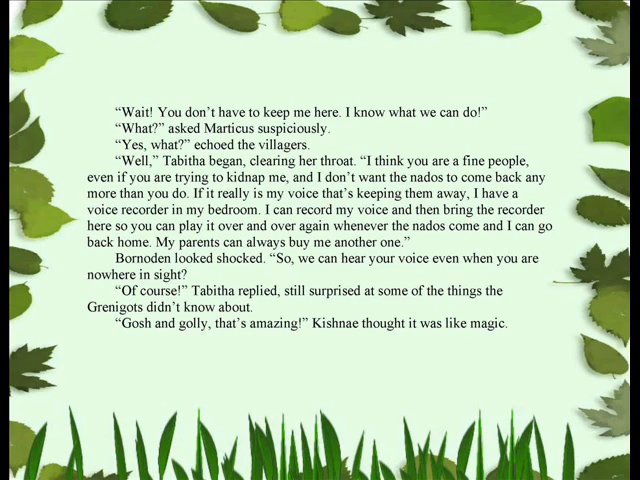 “Wait! You don’t have to keep me here. I know what we can do!”
“What?” asked Marticus suspiciously.
“Yes, what?” echoed the villagers.
“Well,” Tabitha began, clearing her throat. “I think you are a fine people,
even if you are trying to kidnap me, and I don’t want the nados to come back any
more than you do. If it really is my voice that’s keeping them away, I have a
voice recorder in my bedroom. I can record my voice and then bring the recorder
here so you can play it over and over again whenever the nados come and I can go
back home. My parents can always buy me another one.”
Bornoden looked shocked. “So, we can hear your voice even when you are
nowhere in sight?
“Of course!” Tabitha replied, still surprised at some of the things the
Grenigots didn’t know about.
“Gosh and golly, that’s amazing!” Kishnae thought it was like magic.